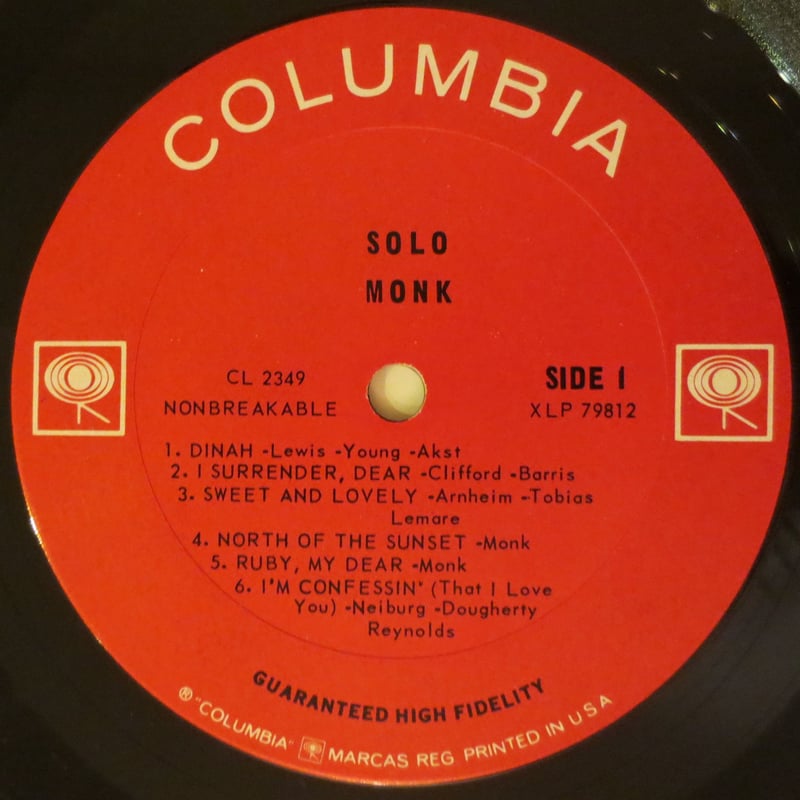 COLUMBIA
SOLO
MONK
CL 2349
NONBREAKABLE
SIDE 1
XLP 79812
1. DINAH -Lewis -Young -Akst
2. I SURRENDER, DEAR -Clifford -Barris
3. SWEET AND LOVELY -Arnheim -Tobias
Lemare
4. NORTH OF THE SUNSET -Monk
5. RUBY, MY DEAR -Monk
6. I'M CONFESSIN' (That I Love
You) -Neiburg -Dougherty
Reynolds
GUARANTEED HIGH FIDELITY
® "COLUMBIA" MARCAS REG PRINTED IN U S A